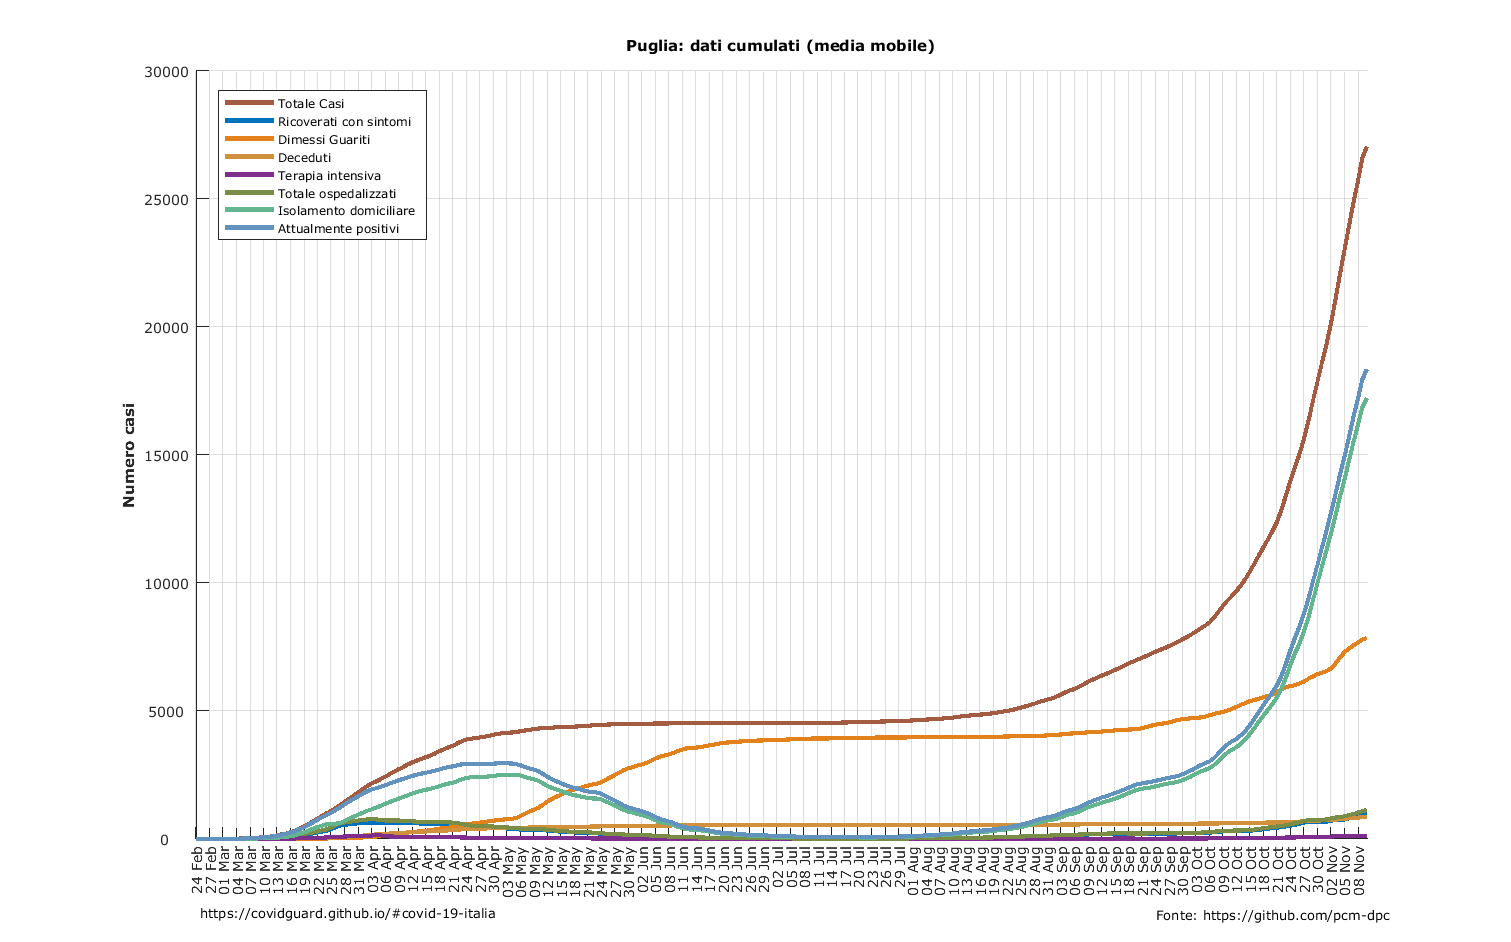 Puglia: dati cumulati (media mobile)
30000
25000
20000
15000
10000
5000
0
Numero casi
Totale Casi
Ricoverati con sintomi
Dimessi Guariti
Deceduti
Terapia intensiva
Totale ospedalizzati
Isolamento domiciliare
Attualmente positivi
24 Feb
27 Feb
01 Mar
04 Mar
07 Mar
10 Mar
13 Mar
16 Mar
19 Mar
22 Mar
25 Mar
28 Mar
31 Mar
03 Apr
06 Apr
09 Apr
12 Apr
15 Apr
18 Apr
21 Apr
24 Apr
27 Apr
30 Apr
03 May
06 May
09 May
12 May
15 May
18 May
21 May
24 May
27 May
30 May
02 Jun
05 Jun
08 Jun
11 Jun
14 Jun
17 Jun
20 Jun
23 Jun
26 Jun
29 Jun
02 Jul
05 Jul
08 Jul
11 Jul
14 Jul
17 Jul
20 Jul
23 Jul
26 Jul
29 Jul
01 Aug
04 Aug
07 Aug
10 Aug
13 Aug
16 Aug
19 Aug
22 Aug
25 Aug
28 Aug
31 Aug
03 Sep
06 Sep
09 Sep
12 Sep
15 Sep
18 Sep
21 Sep
24 Sep
27 Sep
30 Sep
03 Oct
06 Oct
09 Oct
12 Oct
15 Oct
18 Oct
21 Oct
24 Oct
27 Oct
30 Oct
02 Nov
05 Nov
08 Nov
https://covidguard.github.io/#covid-19-italia
Fonte: https://github.com/pcm-dpc